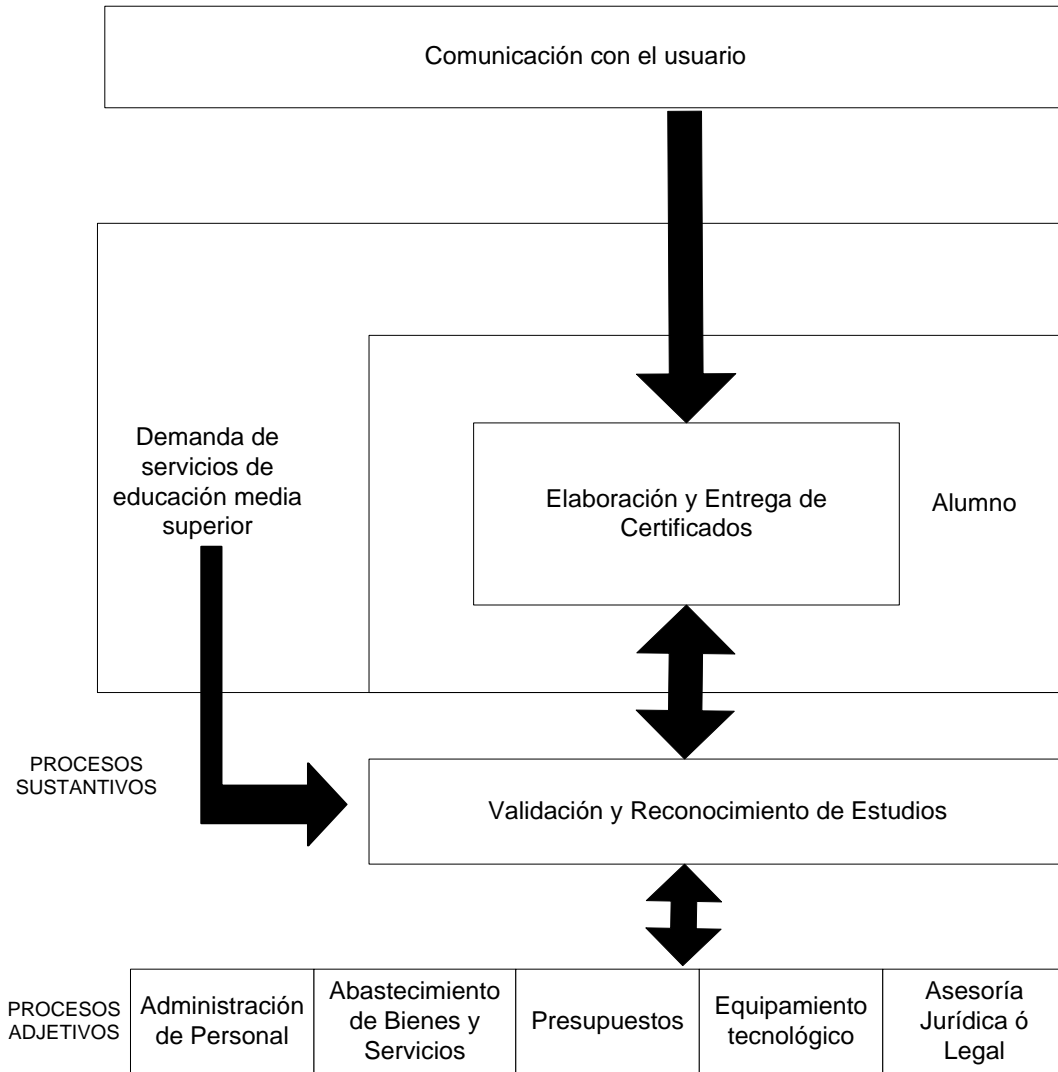 Comunicación con el usuario
Demanda de
servicios de
educación media
superior
Elaboración y Entrega de
Certificados
Alumno
PROCESOS
SUSTANTIVOS
Validación y Reconocimiento de Estudios
PROCESOS
ADJETIVOS
Administración
de Personal
Abastecimiento
de Bienes y
Servicios
Presupuestos
Equipamiento
tecnológico
Asesoría
Jurídica ó
Legal